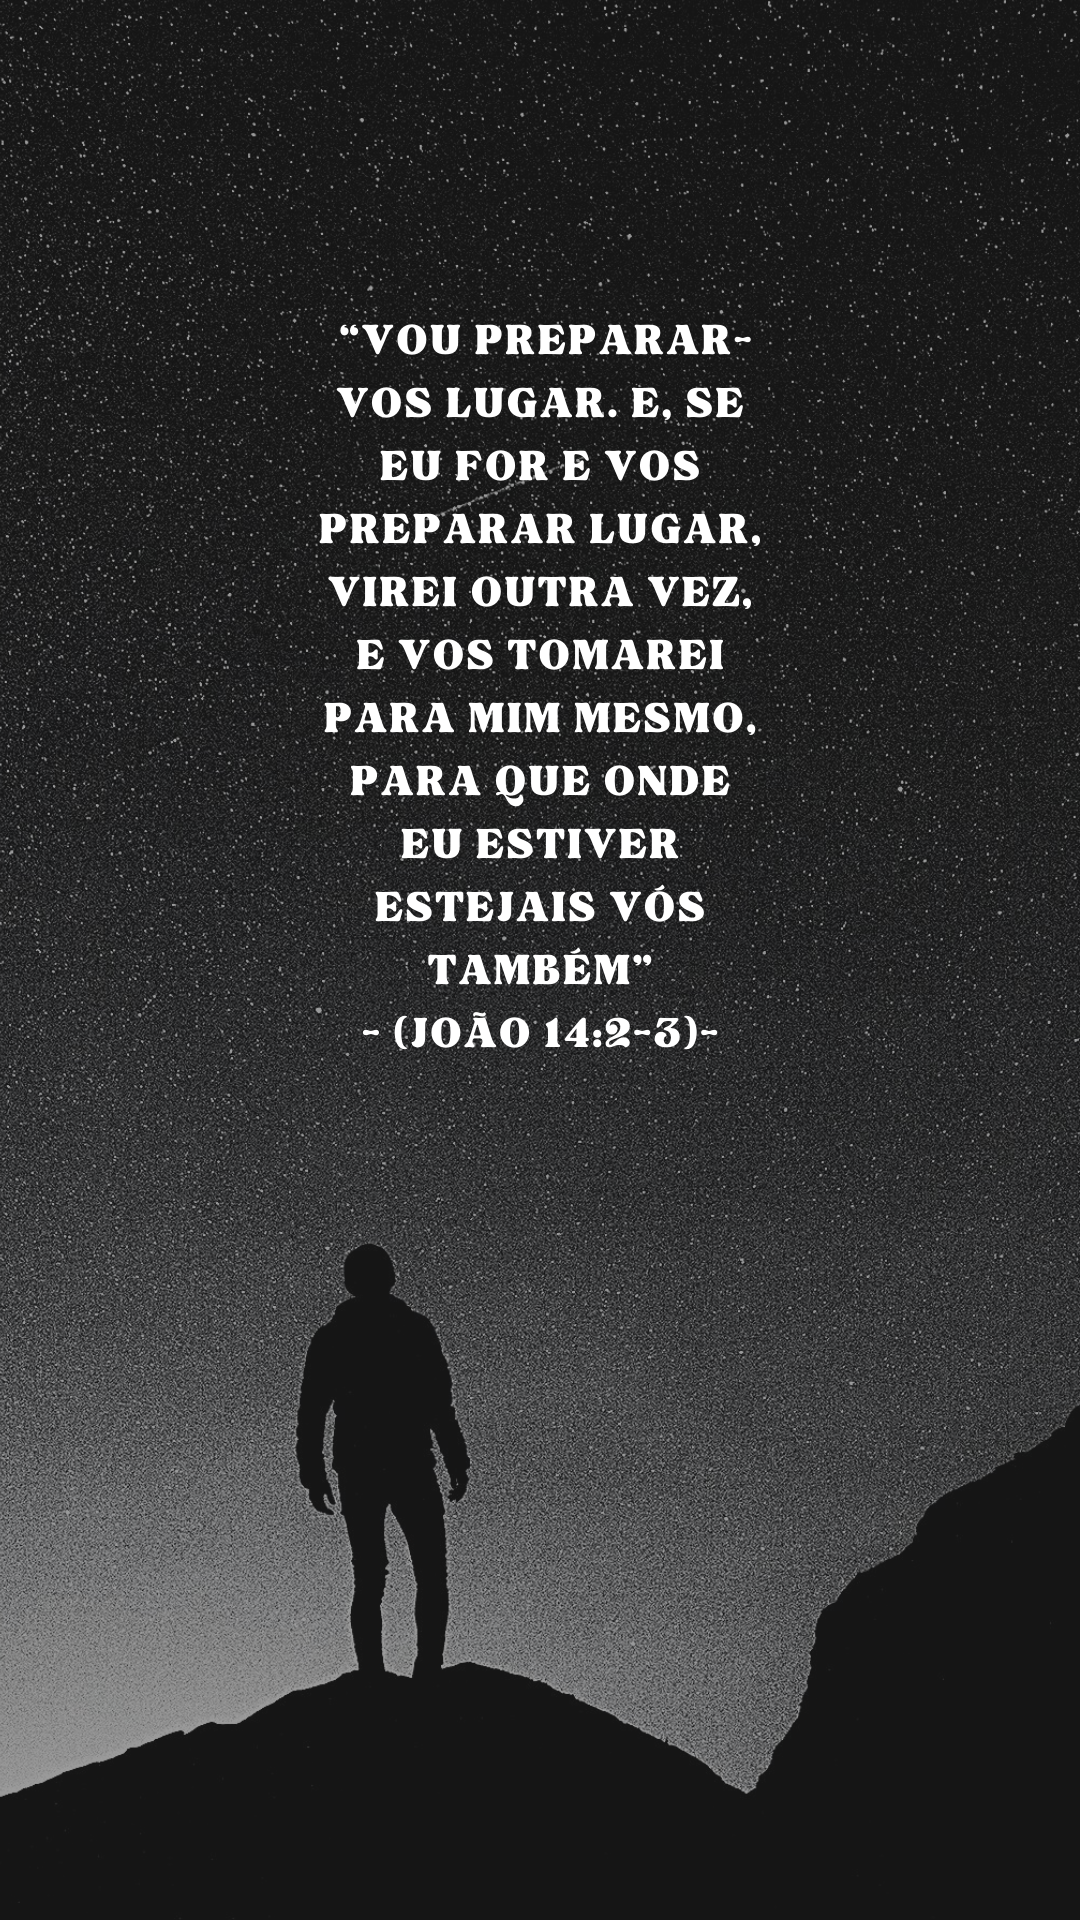 “VOU PREPARAR-
VOS LUGAR. E, SE
EU FOR E VOS
PREPARAR LUGAR,
VIREI OUTRA VEZ,
E VOS TOMAREI
PARA MIM MESMO,
PARA QUE ONDE
EU ESTIVER
ESTEJAIS VÓS
TAMBÉM”
- (JOÃO 14:2-3)-